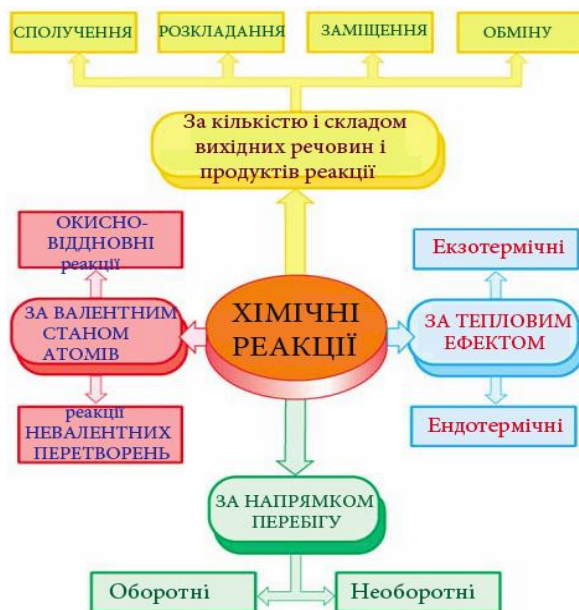 СПОЛУЧЕННЯ
РОЗКЛАДАННЯ
ЗАМІЩЕННЯ
ОБМІНУ
За кількістю і складом
вихідних речовин і
продуктів реакції
ОКИСНО-
ВІДДНОВНІ
реакції
Екзотермічні
ЗА ВАЛЕНТНИМ
СТАНОМ
АТОМІВ
ХІМІЧНІ
РЕАКЦІЇ
ЗА ТЕПЛОВИМ
ЕФЕКТОМ
реакції
НЕВАЛЕНТНИХ
ПЕРЕТВОРЕНЬ
Ендотермічні
ЗА НАПРЯМКОМ
ПЕРЕБІГУ
Оборотні
Необоротні